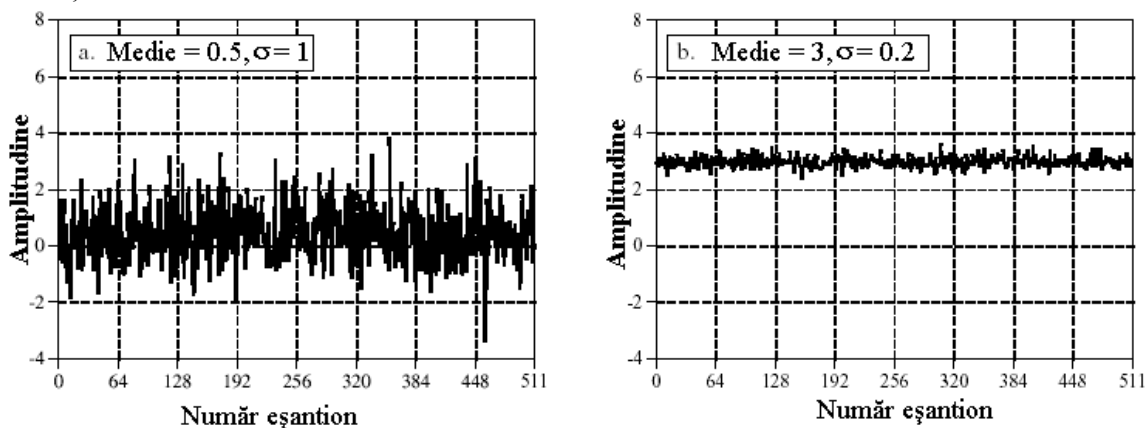 8
6
4
2
0
-2
-4
Amplitudine
a. Medie = 0.5, σ = 1
0 64 128 192 256 320 384 448 511
Număr eşantion
8
6
4
2
0
-2
-4
Amplitudine
b. Medie = 3, σ = 0.2
0 64 128 192 256 320 384 448 511
Număr eşantion